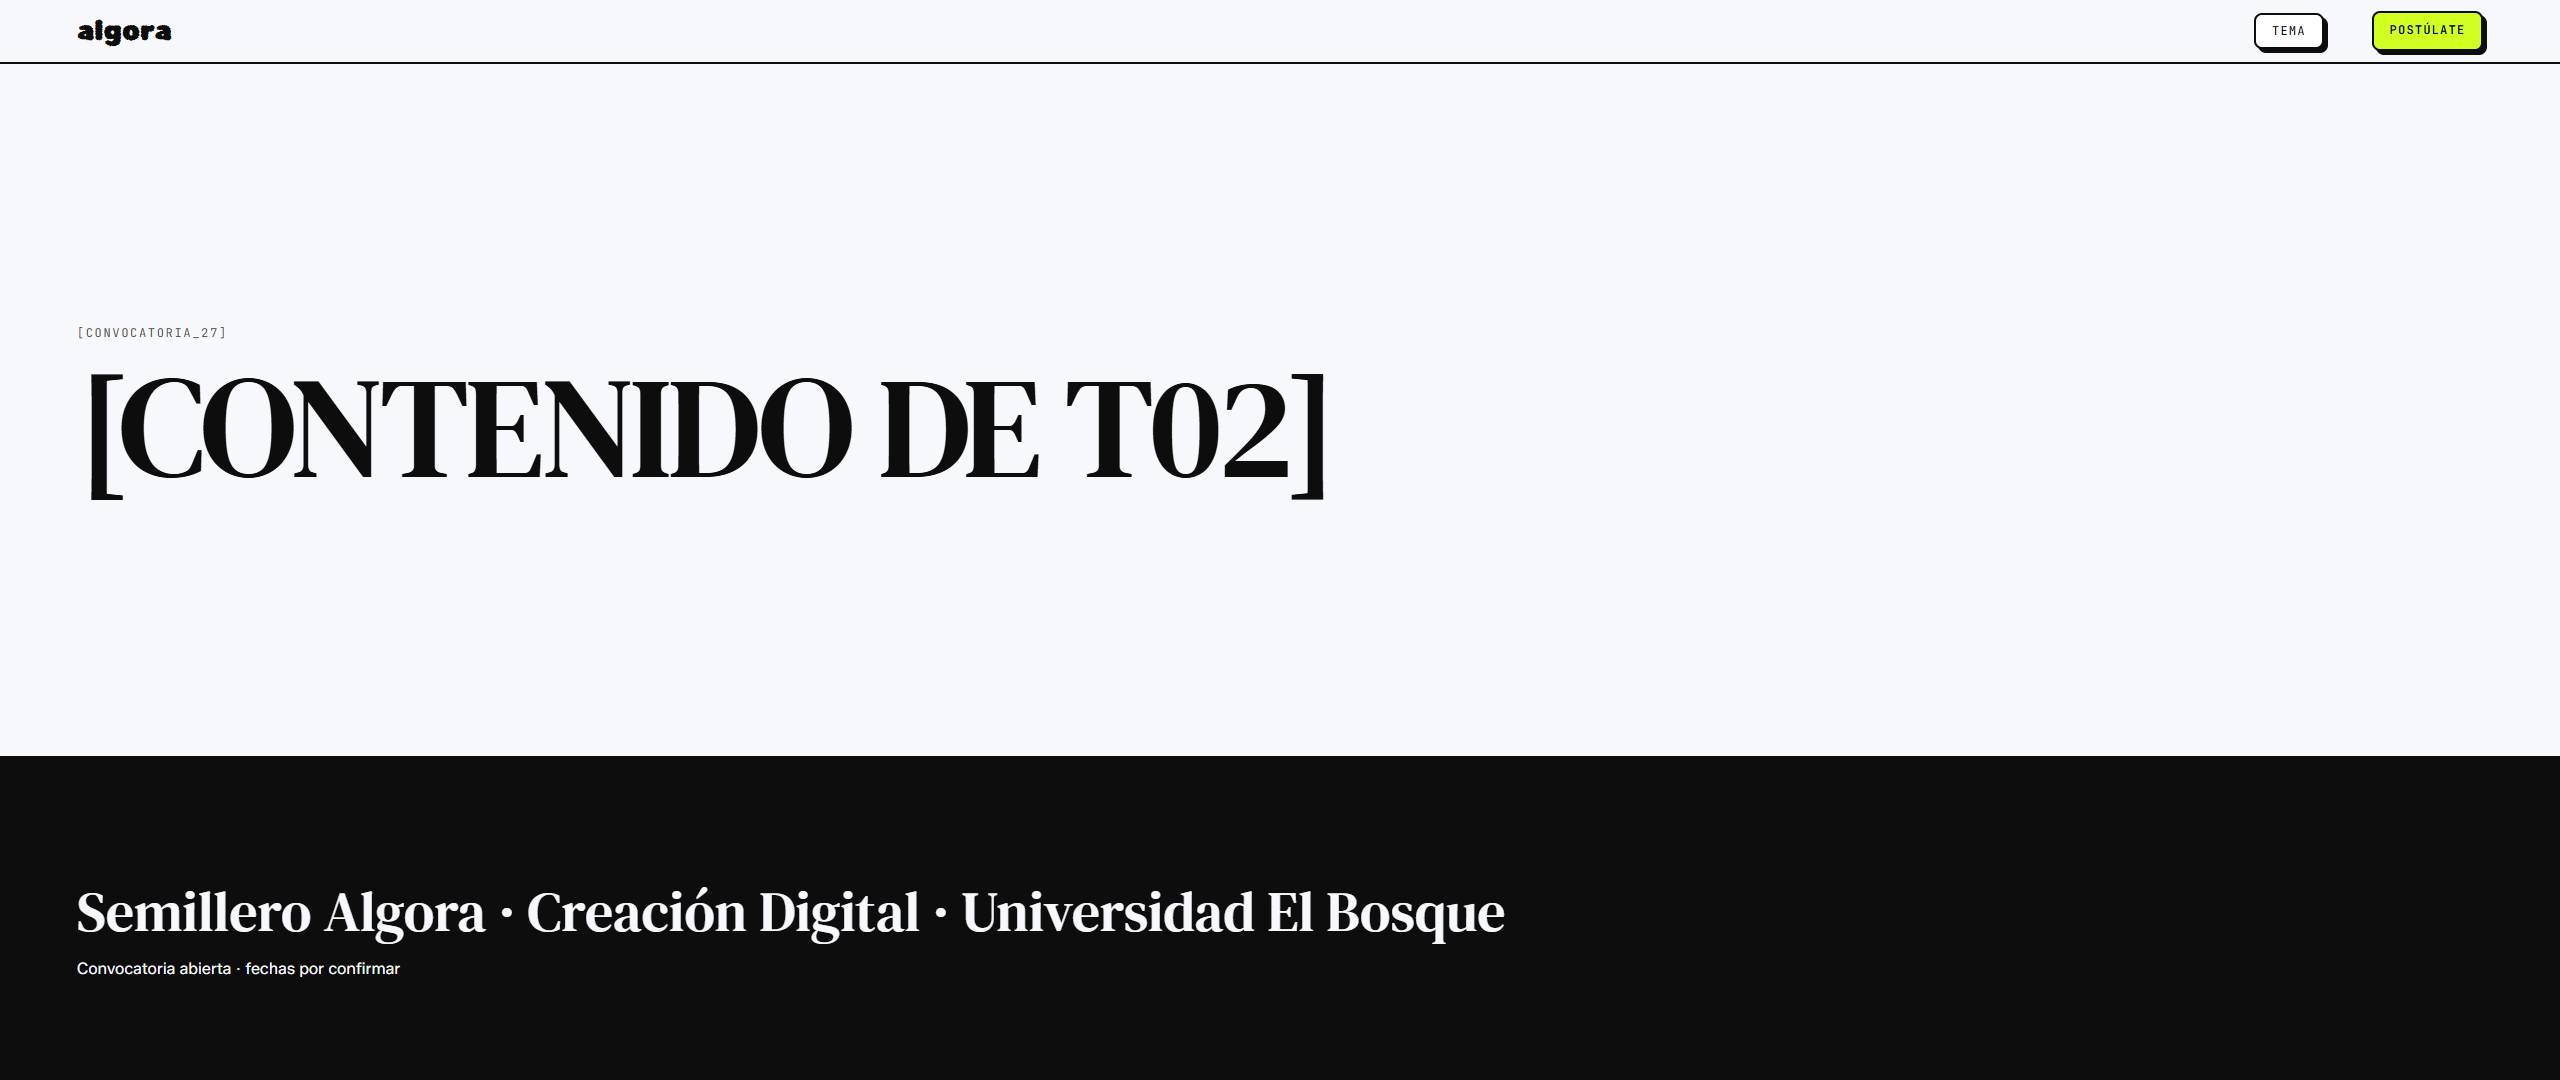 algora
TEMA
POSTÚLATE
[CONVOCATORIA_27]
[CONTENIDO DE T02]
Semillero Algora · Creación Digital · Universidad El Bosque
Convocatoria abierta · fechas por confirmar